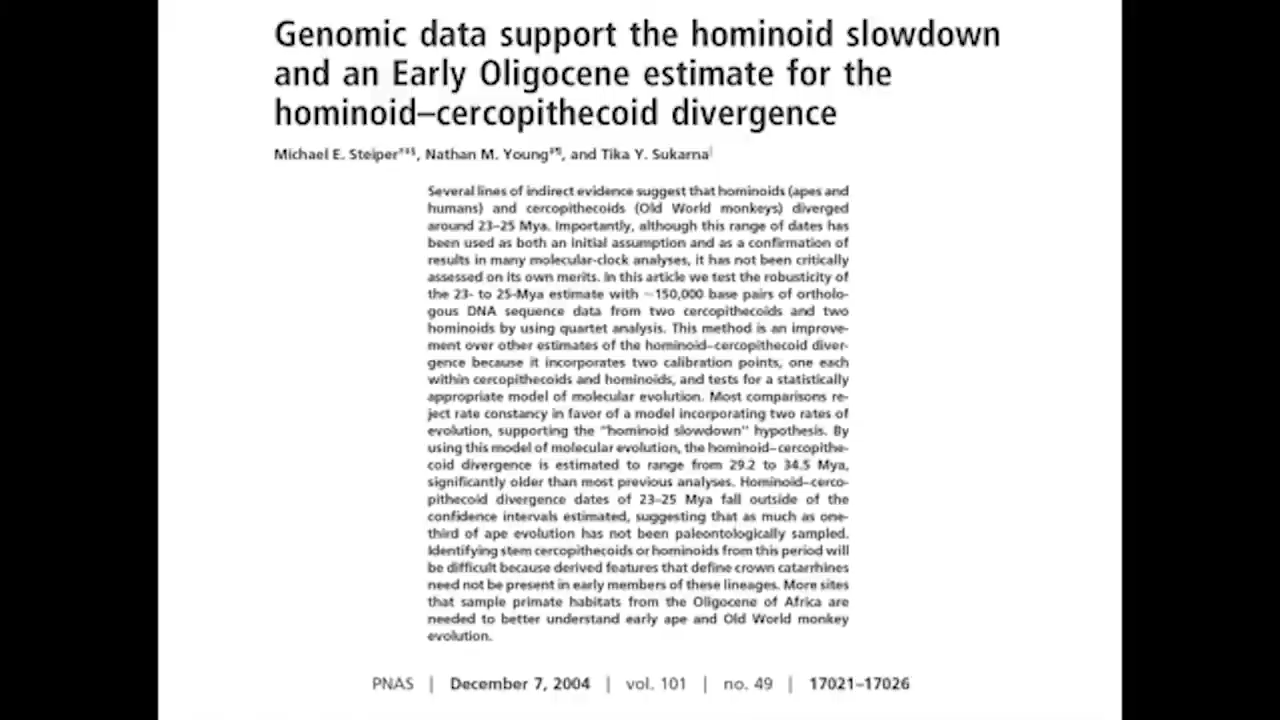 Genomic data support the hominoid slowdown
and an Early Oligocene estimate for the
hominoid–cercopithecoid divergence
Michael E. Steiper, Nathan M. Young, and Tika Y. Sukarna
Several lines of indirect evidence suggest that hominoids (apes and
humans) and cercopithecoids (Old World monkeys) diverged
around 23–25 Mya. Importantly, although this range of dates has
been used as both an initial assumption and as a confirmation of
results in many molecular-clock analyses, it has not been critically
assessed on its own merits. In this article we test the robusticity of
the 23- to 25-Mya estimate with ~150,000 base pairs of ortholo-
gous DNA sequence data from two cercopithecoids and two
hominoids by using quartet analysis. This method is an improve-
ment over other estimates of the hominoid–cercopithecoid diver-
gence because it incorporates two calibration points, one each
within cercopithecoids and hominoids, and tests for a statistically
appropriate model of molecular evolution. Most comparisons re-
ject rate constancy in favor of a model incorporating two rates of
evolution, supporting the "hominoid slowdown" hypothesis. By
using this model of molecular evolution, the hominoid–cercopithe-
coid divergence is estimated to range from 29.2 to 34.5 Mya,
significantly older than most previous analyses. Hominoid–cerco-
pithecoid divergence dates of 23–25 Mya fall outside of the
confidence intervals estimated, suggesting that as much as one-
third of ape evolution has not been paleontologically sampled.
Identifying stem cercopithecoids or hominoids from this period will
be difficult because derived features that define crown catarrhines
need not be present in early members of these lineages. More sites
that sample primate habitats from the Oligocene of Africa are
needed to better understand early ape and Old World monkey
evolution.
PNAS | December 7, 2004 | vol. 101 | no. 49 | 17021–17026